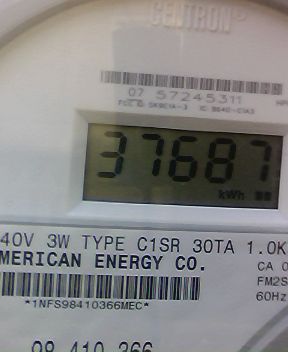 CENTRON®
07 57245311
37687
kWh
40V 3W TYPE C1SR 30TA 1.0K
MERICAN ENERGY CO.
CA 0
FM2S
60Hz
*1NFS98410366MEC*
98 410 366